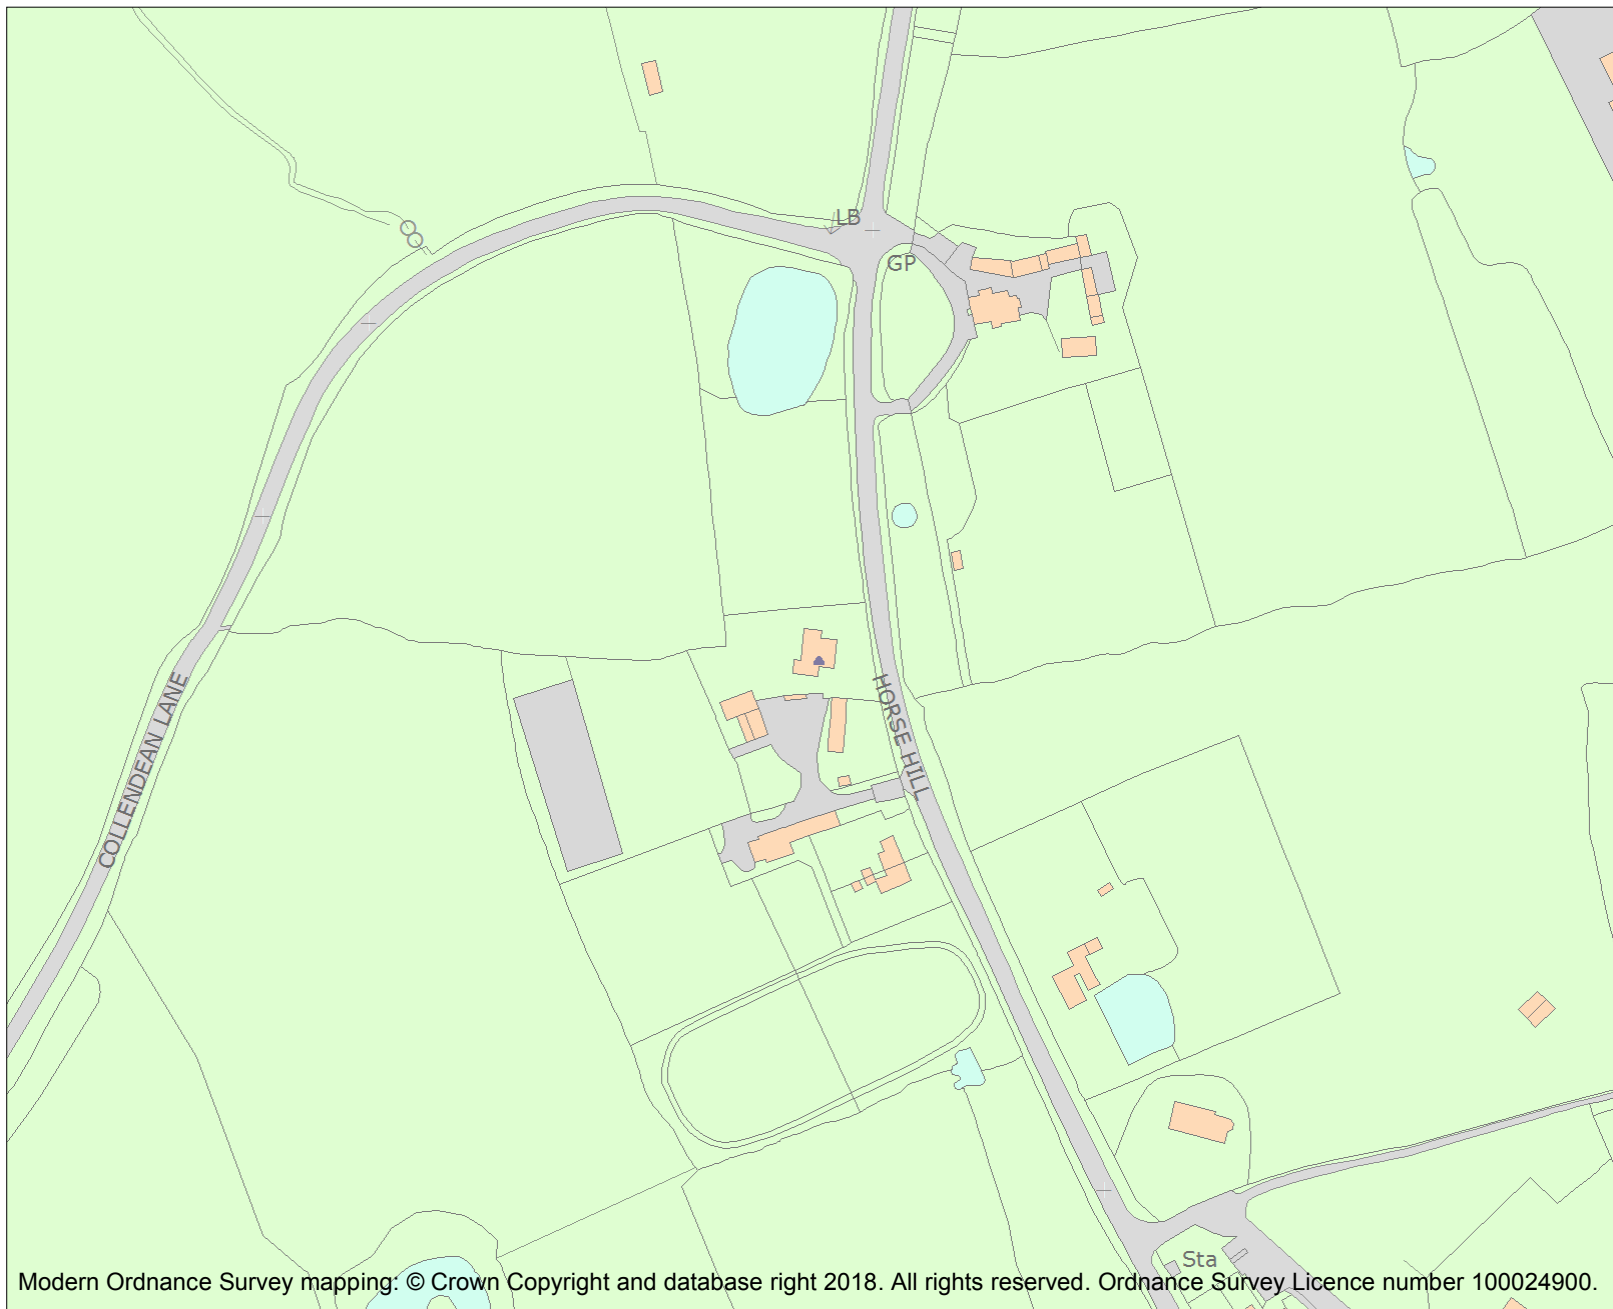 LB
GP
HORSE HILL
COLLENDEAN LANE
Sta
Modern Ordnance Survey mapping: © Crown Copyright and database right 2018. All rights reserved. Ordnance Survey Licence number 100024900.